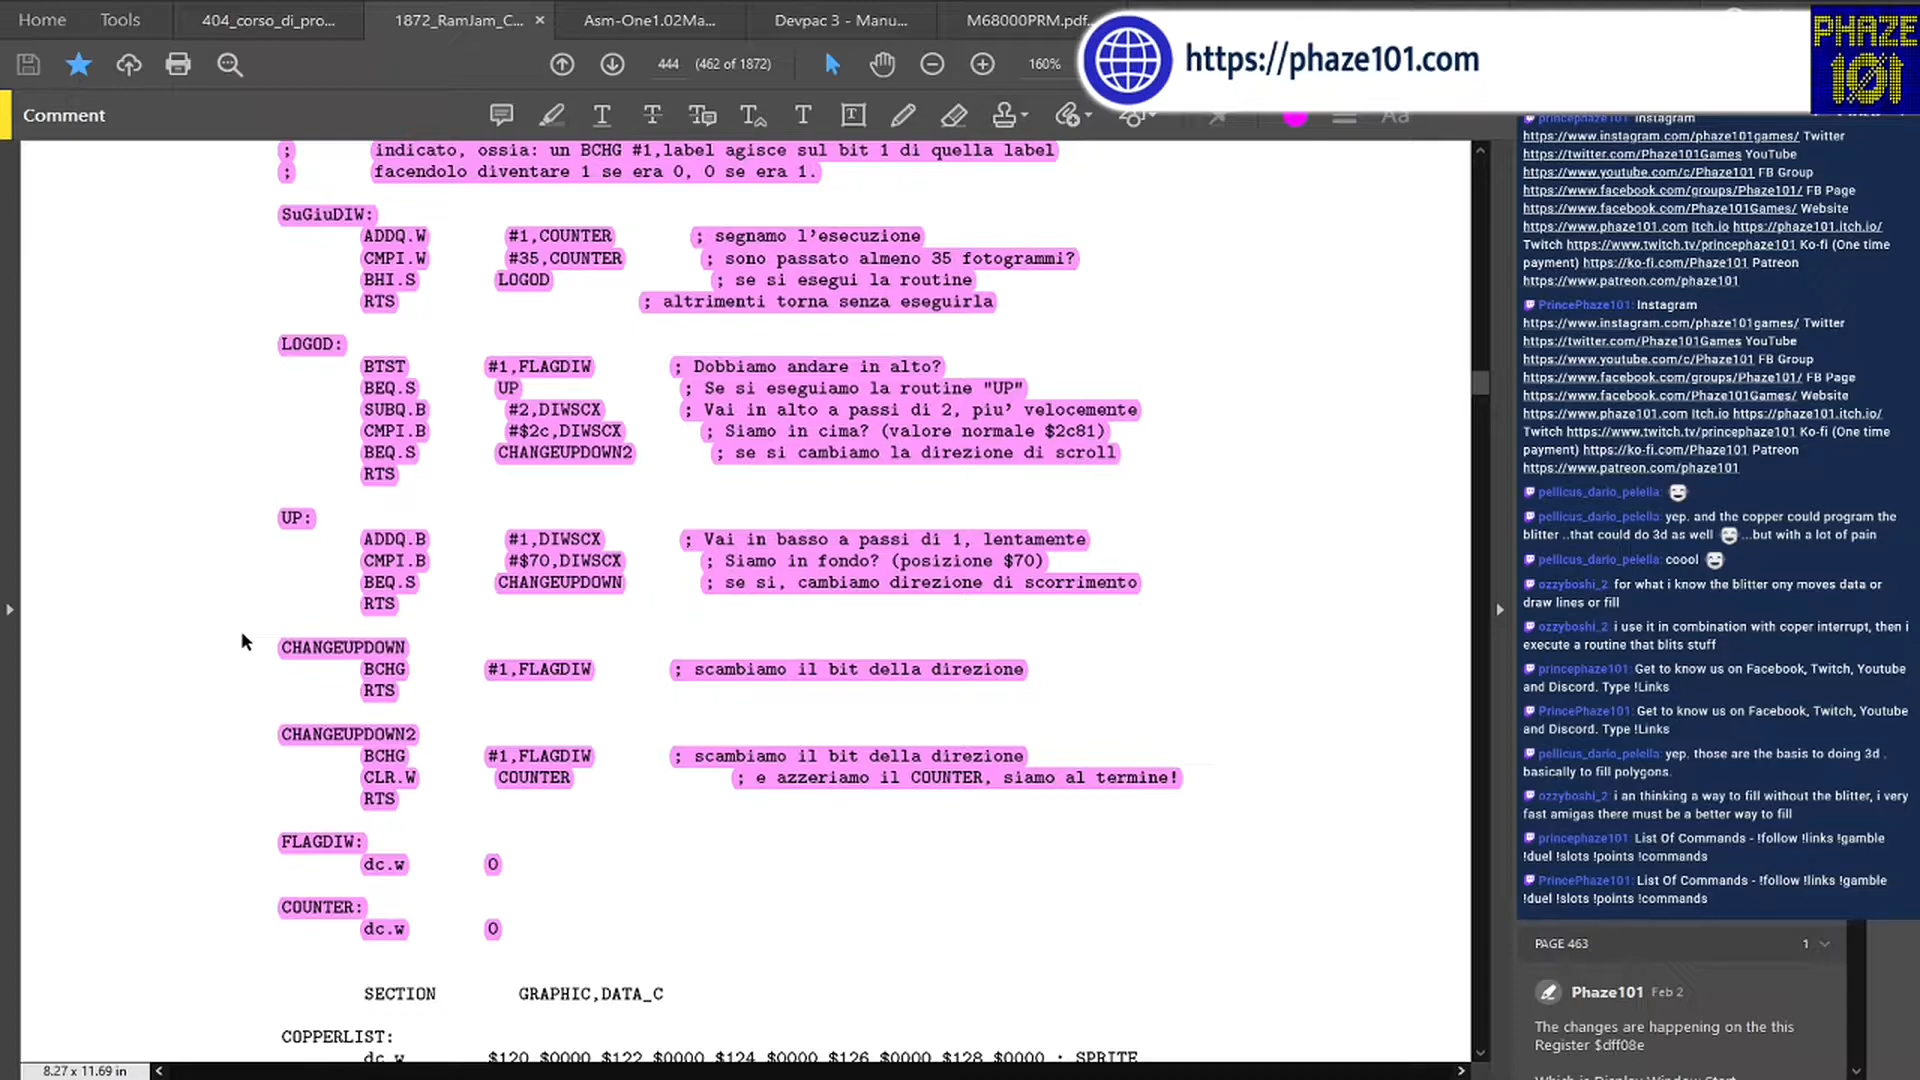 Home Tools 404_corso_di_pro... 1872_RamJam_C... × Asm-One1.02Ma... Devpac 3 - Manu... M68000PRM.pdf
444 (462 of 1872) 160%
https://phaze101.com
PHAZE
101
Comment
; indicato, ossia: un BCHG #1,label agisce sul bit 1 di quella label
; facendolo diventare 1 se era 0, 0 se era 1.
SuGiuDIW:
ADDQ.W #1,COUNTER ; segnamo l'esecuzione
CMPI.W #35,COUNTER ; sono passato almeno 35 fotogrammi?
BHI.S LOGOD ; se si esegui la routine
RTS ; altrimenti torna senza eseguirla
LOGOD:
BTST #1,FLAGDIW ; Dobbiamo andare in alto?
BEQ.S UP ; Se si eseguiamo la routine "UP"
SUBQ.B #2,DIWSCX ; Vai in alto a passi di 2, piu' velocemente
CMPI.B #$2c,DIWSCX ; Siamo in cima? (valore normale $2c81)
BEQ.S CHANGEUPDOWN2 ; se si cambiamo la direzione di scroll
RTS
UP:
ADDQ.B #1,DIWSCX ; Vai in basso a passi di 1, lentamente
CMPI.B #$70,DIWSCX ; Siamo in fondo? (posizione $70)
BEQ.S CHANGEUPDOWN ; se si, cambiamo direzione di scorrimento
RTS
CHANGEUPDOWN
BCHG #1,FLAGDIW ; scambiamo il bit della direzione
RTS
CHANGEUPDOWN2
BCHG #1,FLAGDIW ; scambiamo il bit della direzione
CLR.W COUNTER ; e azzeriamo il COUNTER, siamo al termine!
RTS
FLAGDIW:
dc.w 0
COUNTER:
dc.w 0
SECTION GRAPHIC,DATA_C
COPPERLIST:
dc.w $120,$0000,$122,$0000,$124,$0000,$126,$0000,$128,$0000 ; SPRITE
8.27 x 11.69 in
princephaze101: Instagram
https://www.instagram.com/phaze101games/ Twitter
https://twitter.com/Phaze101Games YouTube
https://www.youtube.com/c/Phaze101 FB Group
https://www.facebook.com/groups/Phaze101/ FB Page
https://www.facebook.com/Phaze101Games/ Website
https://www.phaze101.com Itch.io https://phaze101.itch.io/
Twitch https://www.twitch.tv/princephaze101 Ko-fi (One time
payment) https://ko-fi.com/Phaze101 Patreon
https://www.patreon.com/phaze101
PrincePhaze101: Instagram
https://www.instagram.com/phaze101games/ Twitter
https://twitter.com/Phaze101Games YouTube
https://www.youtube.com/c/Phaze101 FB Group
https://www.facebook.com/groups/Phaze101/ FB Page
https://www.facebook.com/Phaze101Games/ Website
https://www.phaze101.com Itch.io https://phaze101.itch.io/
Twitch https://www.twitch.tv/princephaze101 Ko-fi (One time
payment) https://ko-fi.com/Phaze101 Patreon
https://www.patreon.com/phaze101
pellicus_dario_pelella:
pellicus_dario_pelella: yep. and the copper could program the
blitter ..that could do 3d as well ...but with a lot of pain
pellicus_dario_pelella: coool
ozzyboshi_2 for what i know the blitter ony moves data or
draw lines or fill
ozzyboshi_2 i use it in combination with coper interrupt, then i
execute a routine that blits stuff
princephaze101: Get to know us on Facebook, Twitch, Youtube
and Discord. Type !Links
PrincePhaze101: Get to know us on Facebook, Twitch, Youtube
and Discord. Type !Links
pellicus_dario_pelella: yep. those are the basis to doing 3d .
basically to fill polygons.
ozzyboshi_2 i an thinking a way to fill without the blitter, i very
fast amigas there must be a better way to fill
princephaze101: List Of Commands - !follow !links !gamble
!duel !slots !points !commands
PrincePhaze101: List Of Commands - !follow !links !gamble
!duel !slots !points !commands
PAGE 463 1
Phaze101 Feb 2
The changes are happening on the this
Register $dff08e
Which is Display Window Start